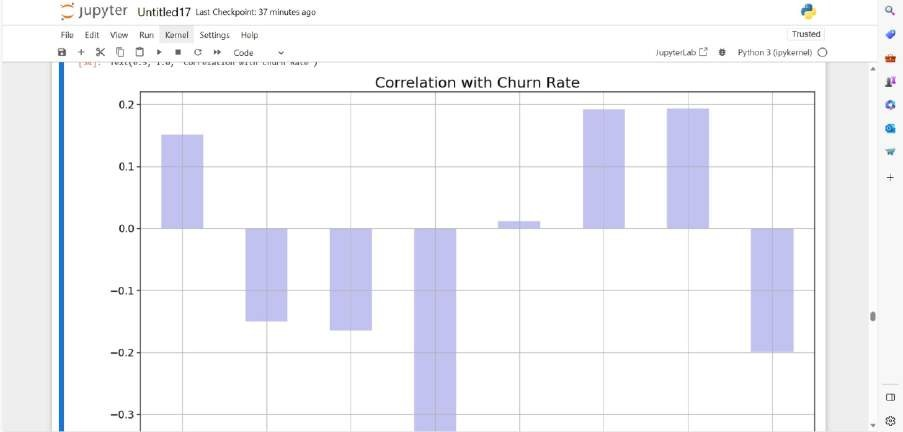 jupyter Untitled17 Last Checkpoint: 37 minutes ago
File Edit View Run Kernel Settings Help
Trusted
Code
JupyterLab
Python 3 (ipykernel)
Correlation with Churn Rate
0.2
0.1
0.0
−0.1
−0.2
−0.3